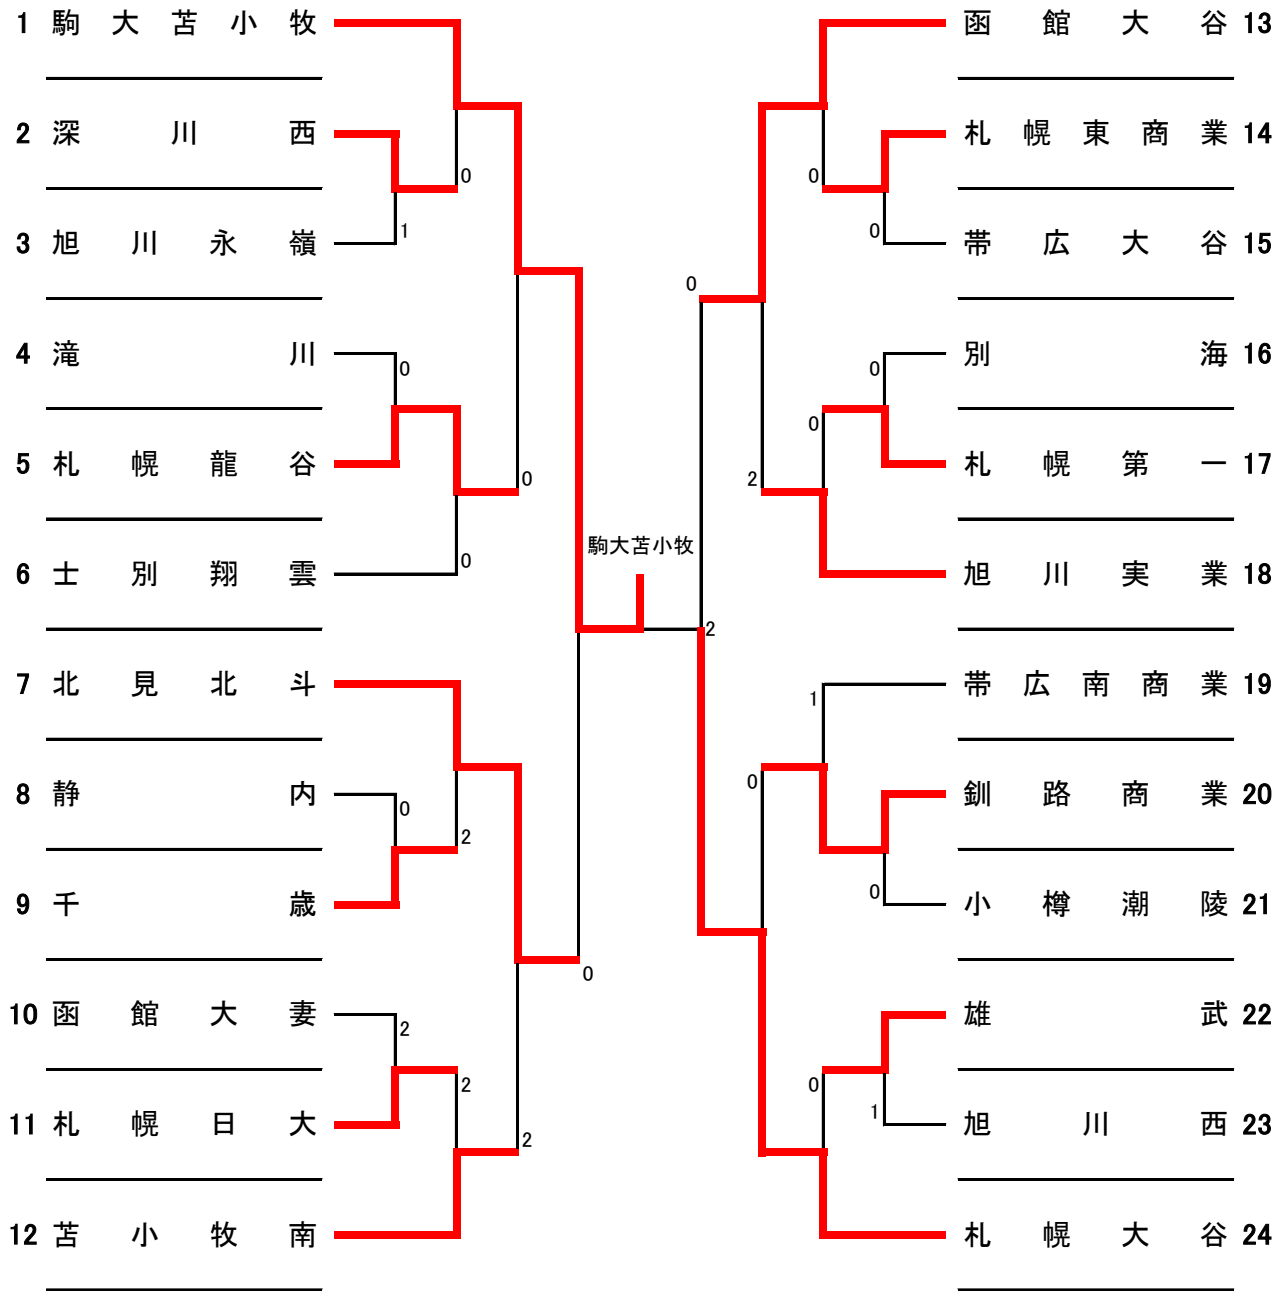 1 駒大苫小牧
2 深川西
0
3 旭川永嶺
1
4 滝川
0
5 札幌龍谷
0
6 士別翔雲
0
7 北見北斗
8 静内
0
2
9 千歳
0
10 函館大妻
2
2
11 札幌日大
2
12 苫小牧南
駒大苫小牧
2
函館大谷 13
札幌東商業 14
0
帯広大谷 15
0
0
別海 16
0
0
札幌第一 17
2
旭川実業 18
帯広南商業 19
1
釧路商業 20
0
小樽潮陵 21
0
雄武 22
0
旭川西 23
1
札幌大谷 24